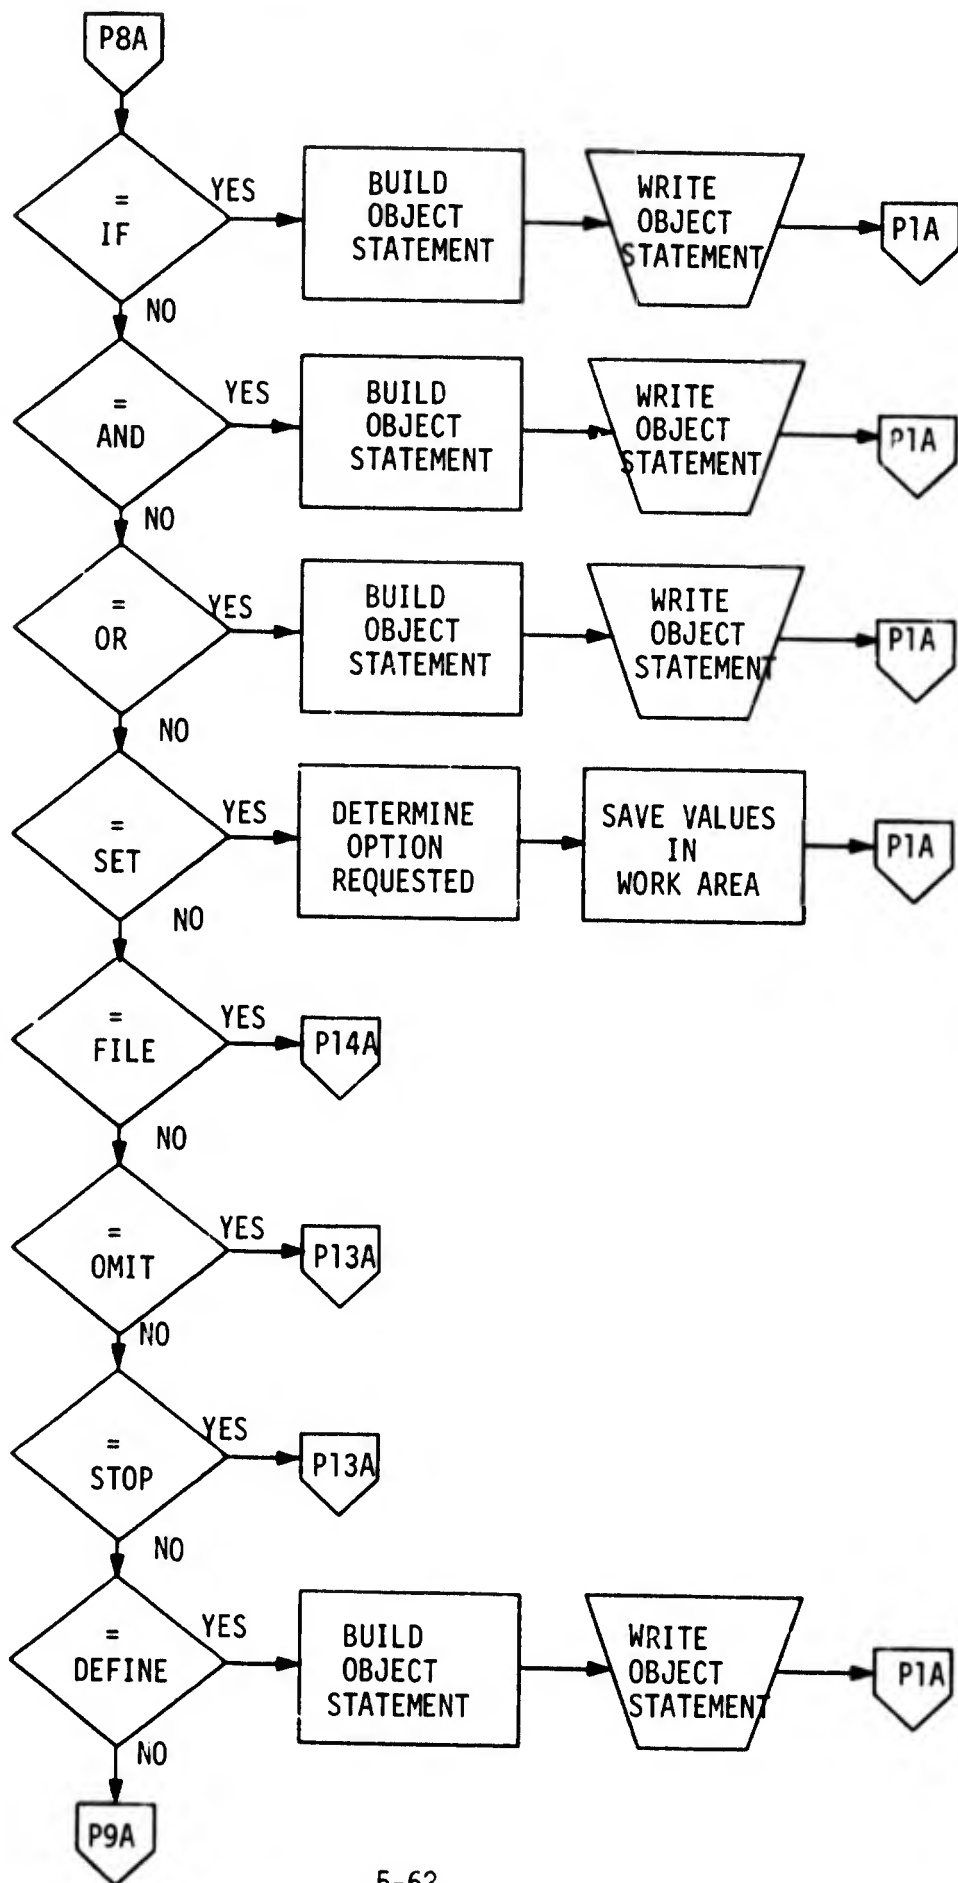 P8A
=
IF
YES
BUILD
OBJECT
STATEMENT
WRITE
OBJECT
STATEMENT
P1A
NO
=
AND
YES
BUILD
OBJECT
STATEMENT
WRITE
OBJECT
STATEMENT
P1A
NO
=
OR
YES
BUILD
OBJECT
STATEMENT
WRITE
OBJECT
STATEMENT
P1A
NO
=
SET
YES
DETERMINE
OPTION
REQUESTED
SAVE VALUES
IN
WORK AREA
P1A
NO
=
FILE
YES
P14A
NO
=
OMIT
YES
P13A
NO
=
STOP
YES
P13A
NO
=
DEFINE
YES
BUILD
OBJECT
STATEMENT
WRITE
OBJECT
STATEMENT
P1A
NO
P9A
5-62